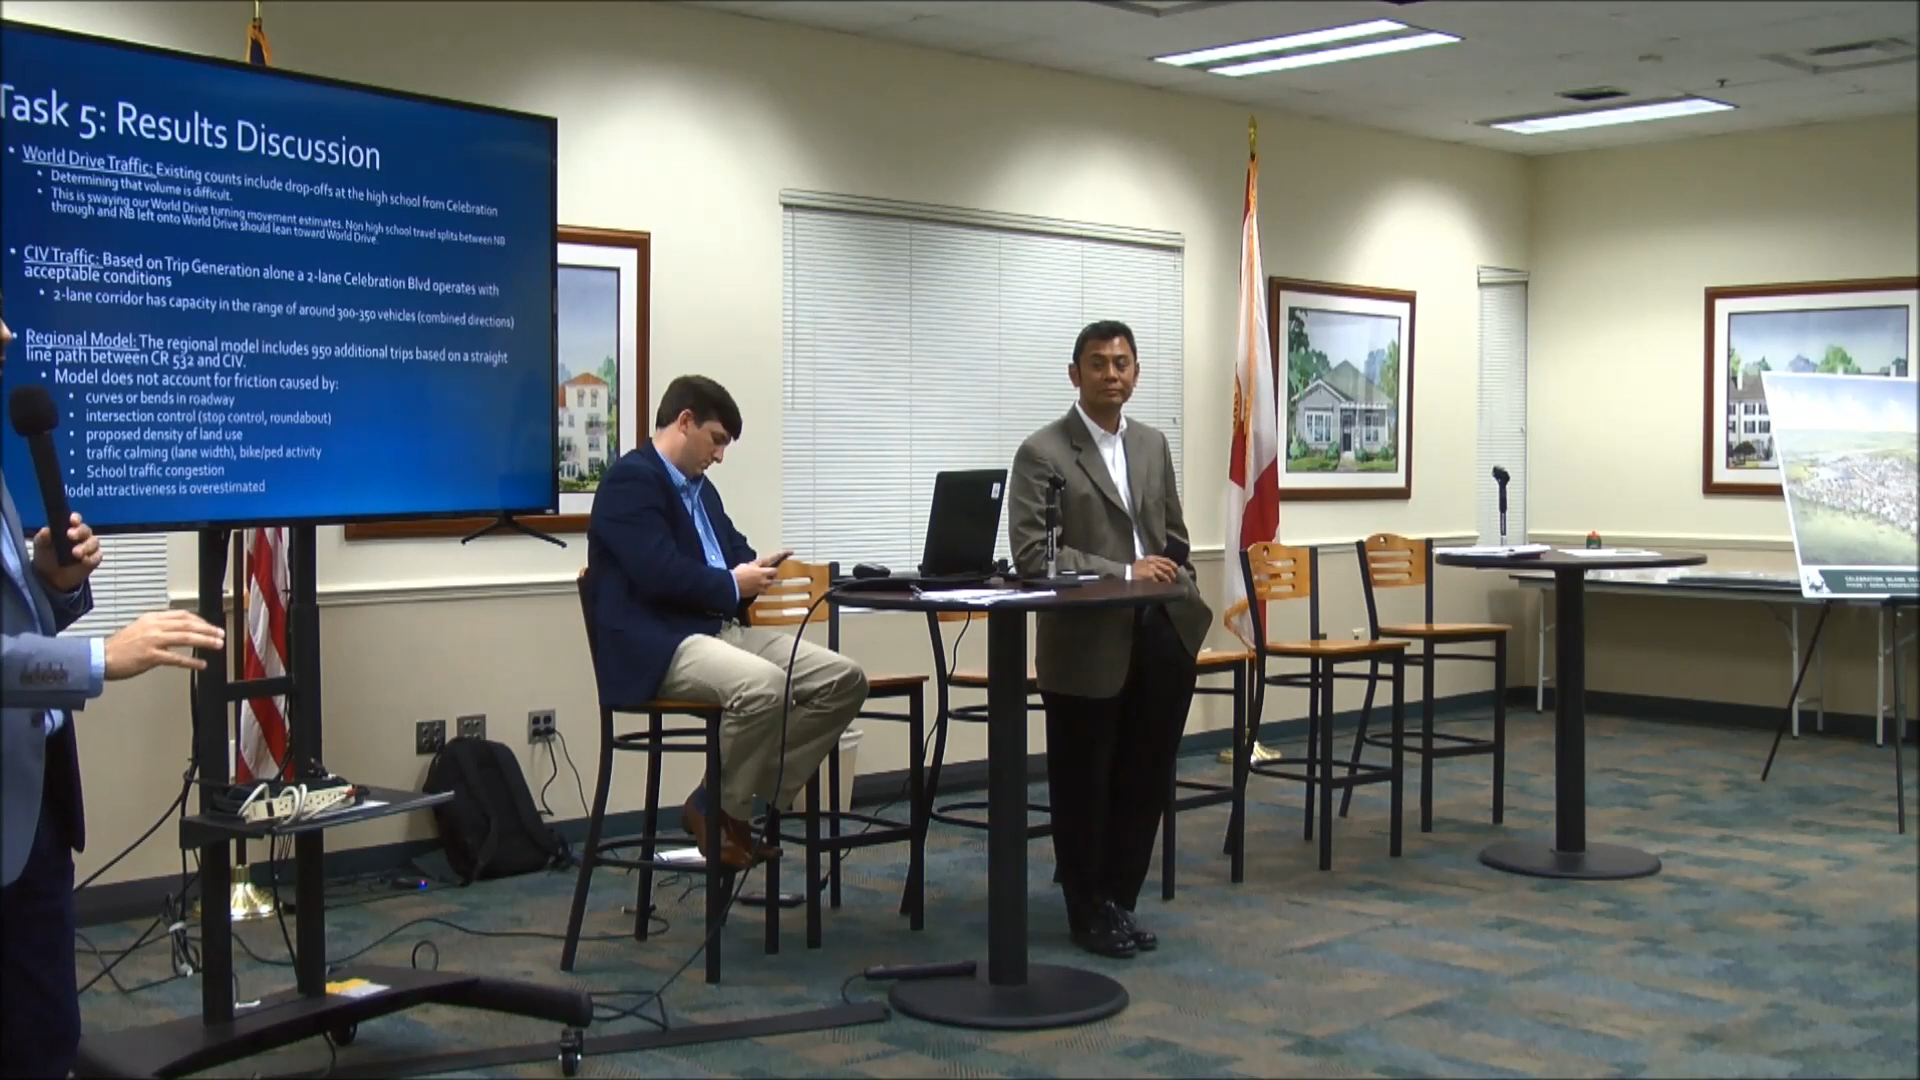 Task 5: Results Discussion
• World Drive Traffic: Existing counts include drop-offs at the high school from Celebration
• Determining that volume is difficult.
• This is swaying our World Drive turning movement estimates. Non high school travel splits between NB
through and NB left onto World Drive should lean toward World Drive.
• CIV Traffic: Based on Trip Generation alone a 2-lane Celebration Blvd operates with
acceptable conditions
• 2-lane corridor has capacity in the range of around 300-350 vehicles (combined directions)
• Regional Model: The regional model includes 950 additional trips based on a straight
line path between CR 532 and CIV.
• Model does not account for friction caused by:
• curves or bends in roadway
• intersection control (stop control, roundabout)
• proposed density of land use
• traffic calming (lane width), bike/ped activity
• School traffic congestion
odel attractiveness is overestimated
CELEBRATION ISLAND